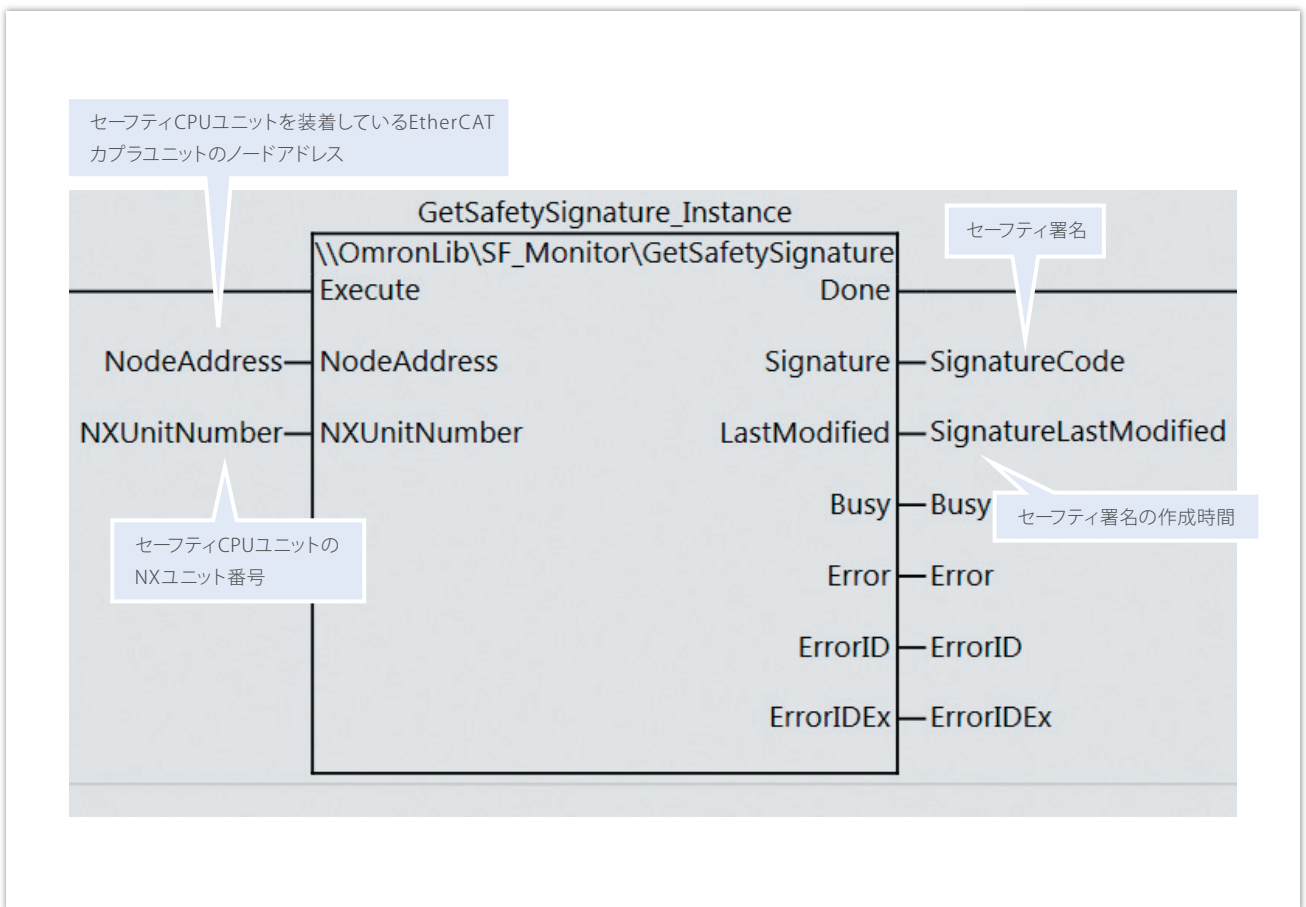 セーフティCPUユニットを装着しているEtherCAT
カプラユニットのノードアドレス
GetSafetySignature_Instance
\\OmronLib\SF_Monitor\GetSafetySignature
セーフティ署名
Execute Done
NodeAddress NodeAddress Signature SignatureCode
NXUnitNumber NXUnitNumber LastModified SignatureLastModified
Busy Busy
セーフティ署名の作成時間
セーフティCPUユニットの
NXユニット番号
Error Error
ErrorID ErrorID
ErrorIDEx ErrorIDEx